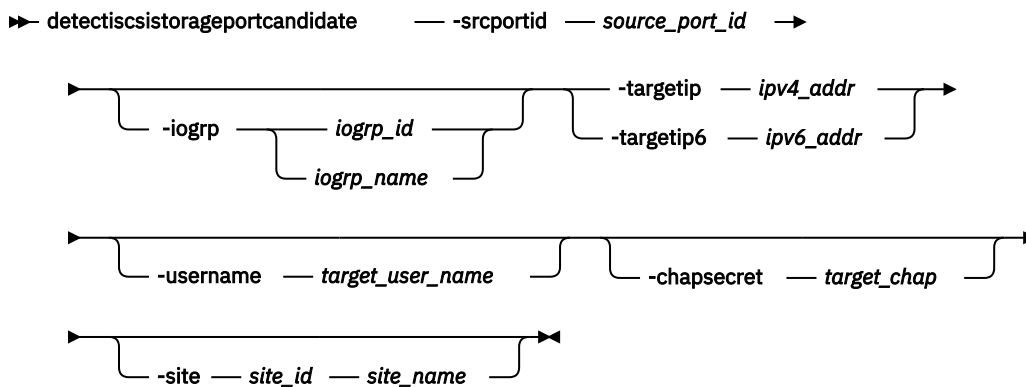 detectiscsistorageportcandidate -srcportid source_port_id
-targetip ipv4_addr
-iogrp iogrp_id -targetip6 ipv6_addr
iogrp_name
-username target_user_name -chapsecret target_chap
-site site_id site_name